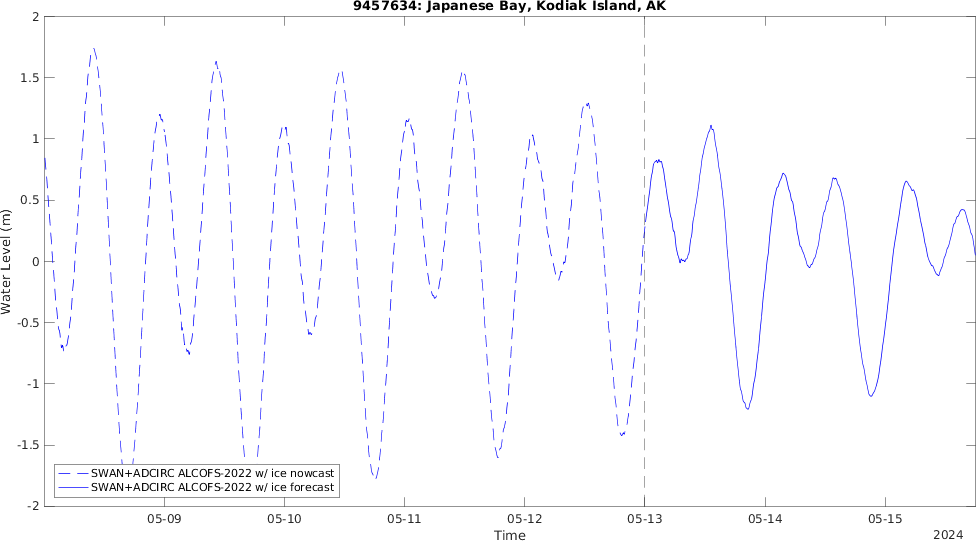 9457634: Japanese Bay, Kodiak Island, AK
Water Level (m)
2
1.5
1
0.5
0
-0.5
-1
-1.5
-2
SWAN+ADCIRC ALCOFS-2022 w/ ice nowcast
SWAN+ADCIRC ALCOFS-2022 w/ ice forecast
05-09 05-10 05-11 05-12 05-13 05-14 05-15
Time
2024